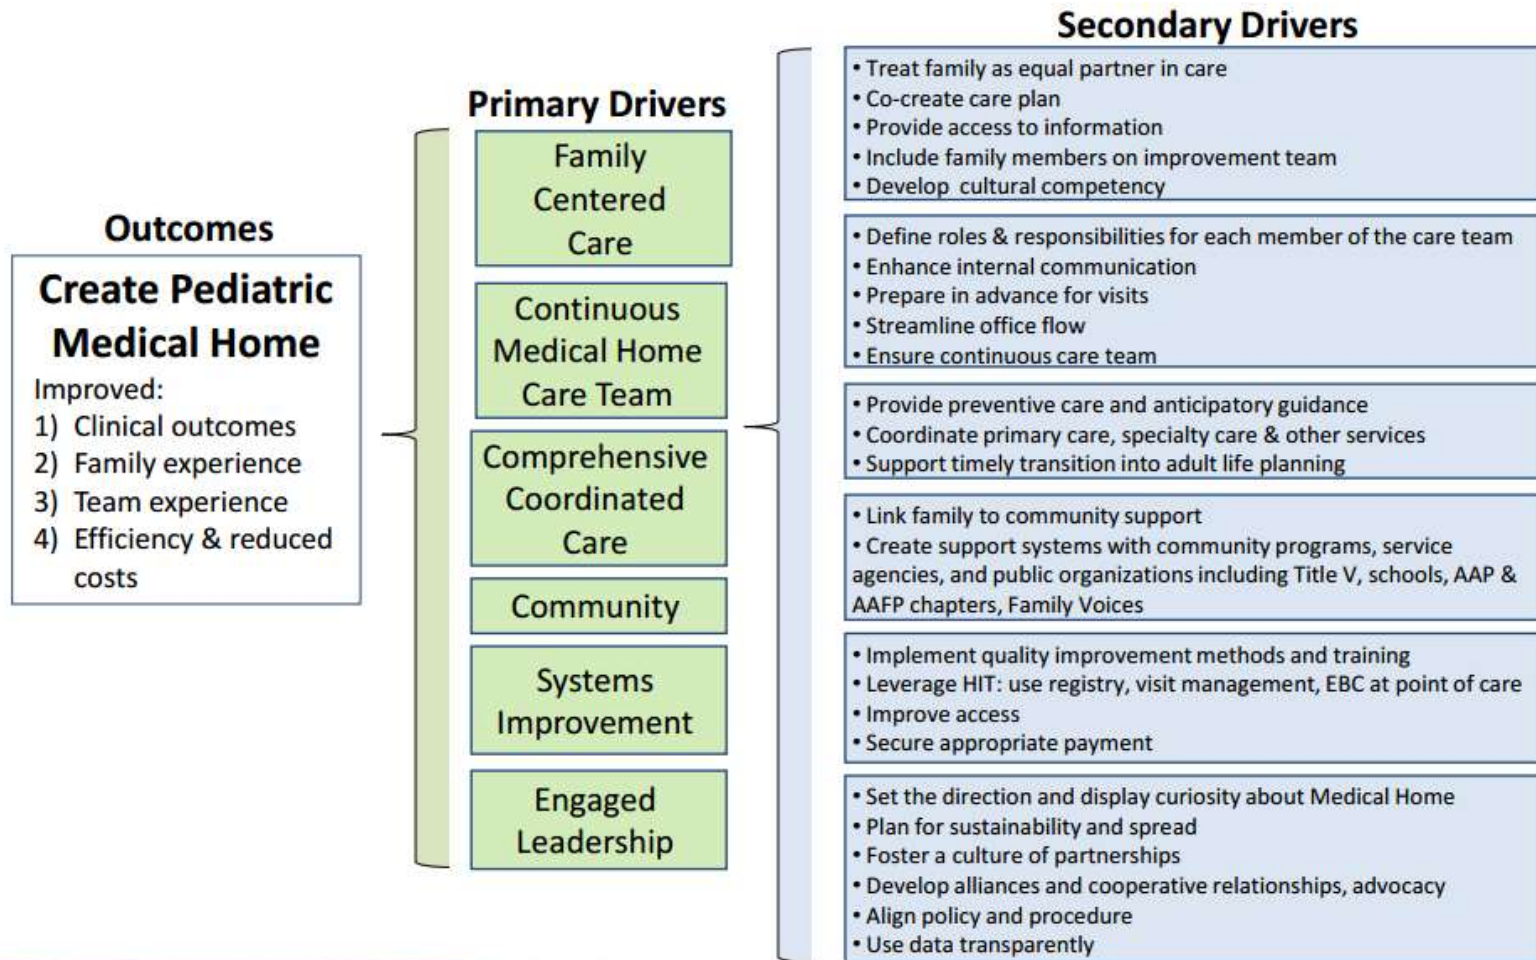 Outcomes
Create Pediatric
Medical Home
Improved:
1) Clinical outcomes
2) Family experience
3) Team experience
4) Efficiency & reduced
costs
Primary Drivers
Family
Centered
Care
Continuous
Medical Home
Care Team
Comprehensive
Coordinated
Care
Community
Systems
Improvement
Engaged
Leadership
Secondary Drivers
• Treat family as equal partner in care
• Co-create care plan
• Provide access to information
• Include family members on improvement team
• Develop cultural competency
• Define roles & responsibilities for each member of the care team
• Enhance internal communication
• Prepare in advance for visits
• Streamline office flow
• Ensure continuous care team
• Provide preventive care and anticipatory guidance
• Coordinate primary care, specialty care & other services
• Support timely transition into adult life planning
• Link family to community support
• Create support systems with community programs, service
agencies, and public organizations including Title V, schools, AAP &
AAFP chapters, Family Voices
• Implement quality improvement methods and training
• Leverage HIT: use registry, visit management, EBC at point of care
• Improve access
• Secure appropriate payment
• Set the direction and display curiosity about Medical Home
• Plan for sustainability and spread
• Foster a culture of partnerships
• Develop alliances and cooperative relationships, advocacy
• Align policy and procedure
• Use data transparently